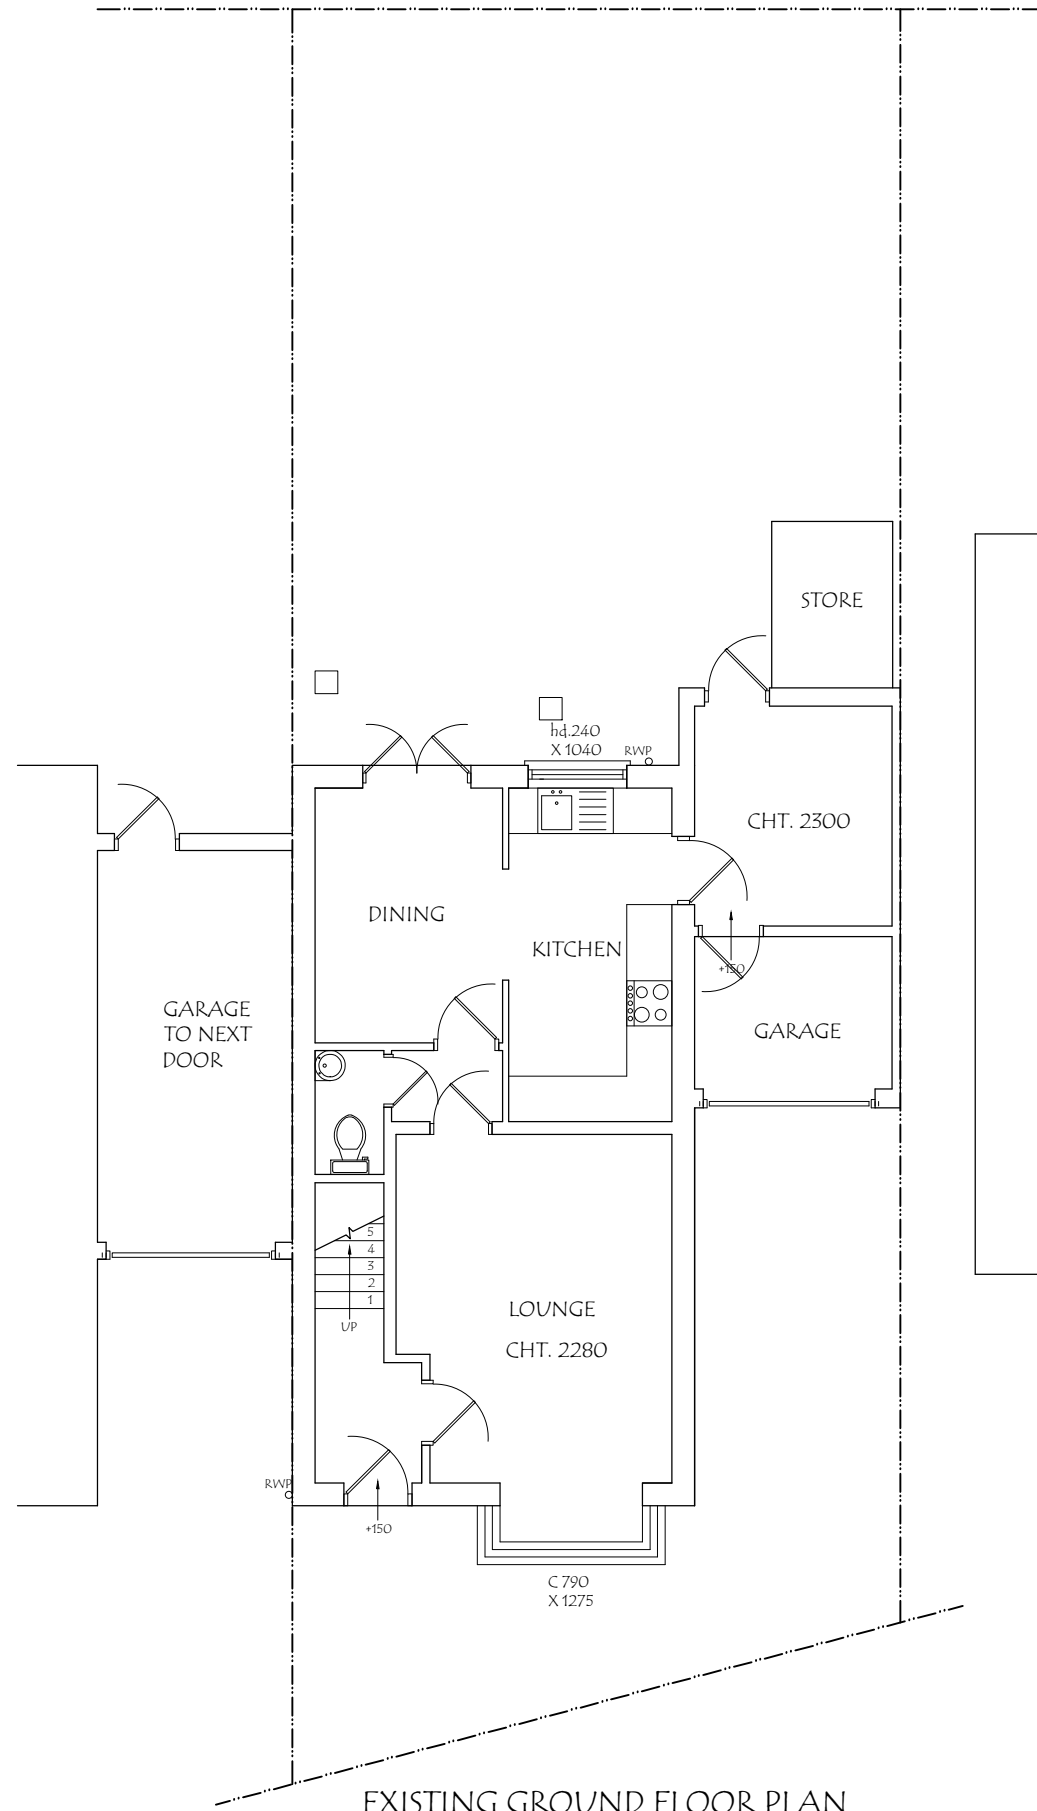 STORE
hd.240
X 1040
RWP
CHT. 2300
DINING
KITCHEN
+150
GARAGE
TO NEXT
DOOR
GARAGE
5
4
3
2
1
UP
LOUNGE
CHT. 2280
RWP
+150
C 790
X 1275
EXISTING GROUND FLOOR PLAN